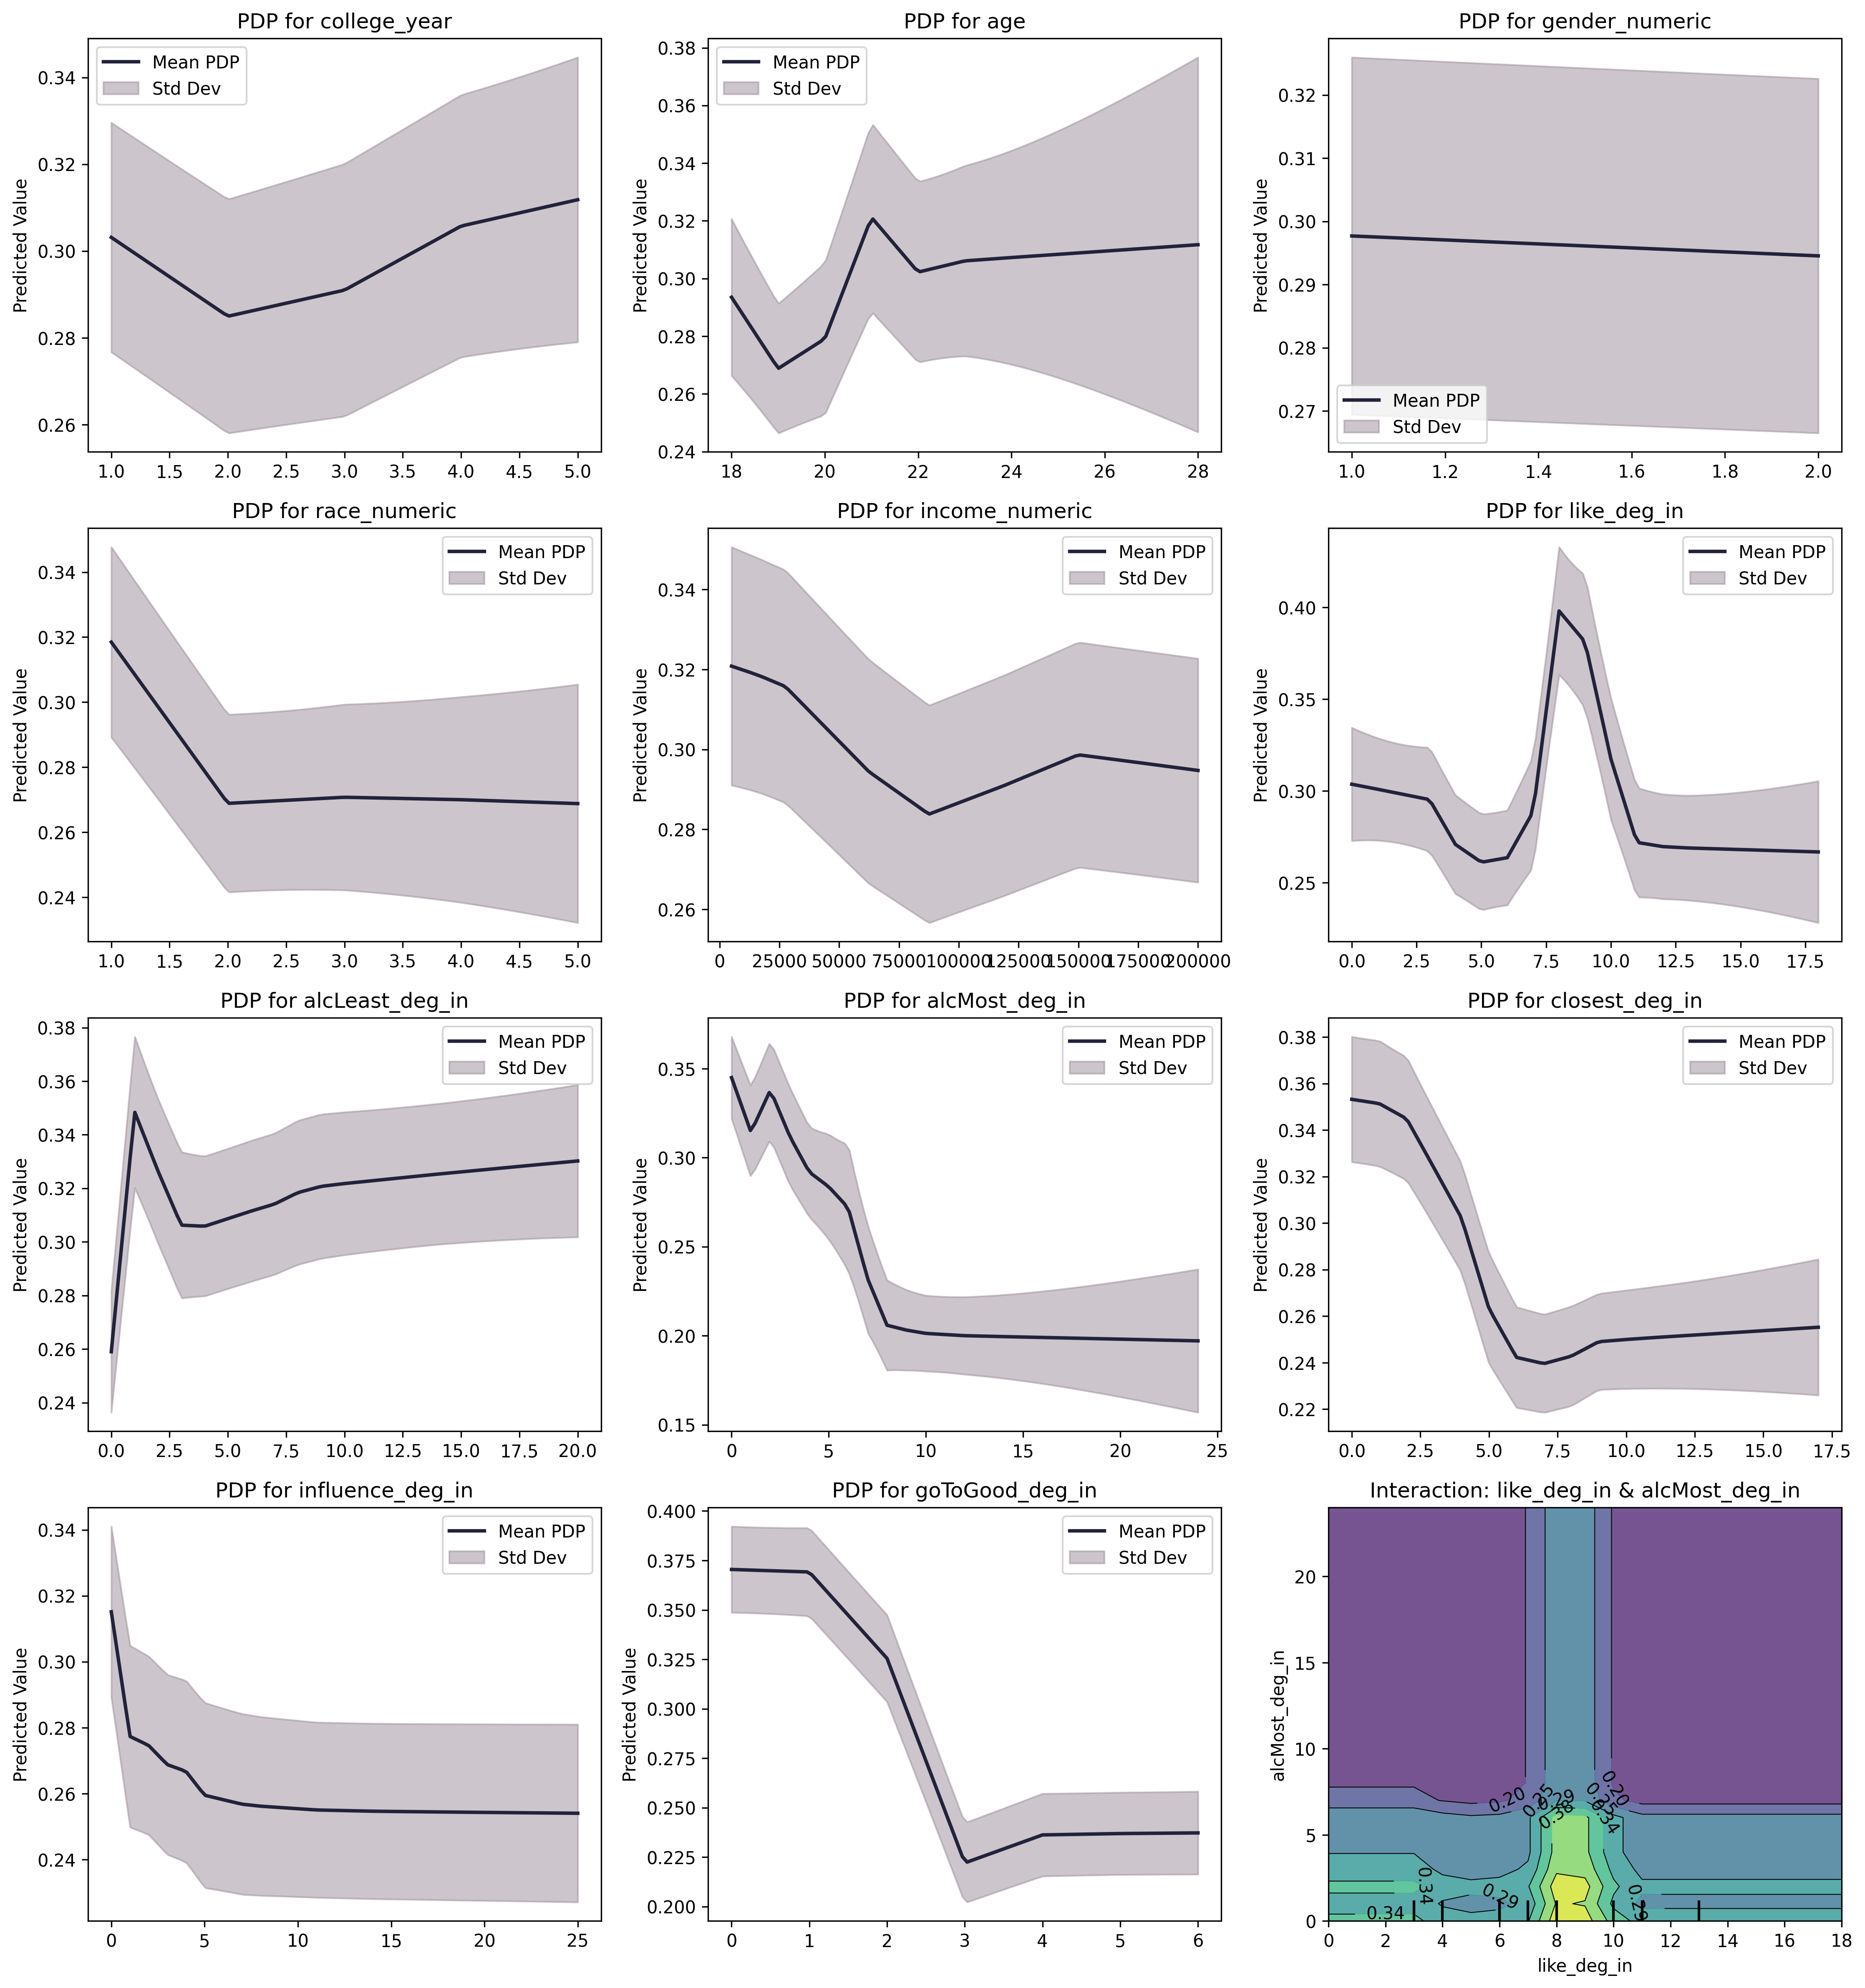 PDP for college_year
Mean PDP
Std Dev
Predicted Value
0.34
0.32
0.30
0.28
0.26
1.0 1.5 2.0 2.5 3.0 3.5 4.0 4.5 5.0
PDP for age
Mean PDP
Std Dev
Predicted Value
0.38
0.36
0.34
0.32
0.30
0.28
0.26
0.24
18 20 22 24 26 28
PDP for gender_numeric
Predicted Value
0.32
0.31
0.30
0.29
0.28
0.27
Mean PDP
Std Dev
1.0 1.2 1.4 1.6 1.8 2.0
PDP for race_numeric
Mean PDP
Std Dev
Predicted Value
0.34
0.32
0.30
0.28
0.26
0.24
1.0 1.5 2.0 2.5 3.0 3.5 4.0 4.5 5.0
PDP for income_numeric
Mean PDP
Std Dev
Predicted Value
0.34
0.32
0.30
0.28
0.26
0 25000 50000 75000 100000 125000 150000 175000 200000
PDP for like_deg_in
Mean PDP
Std Dev
Predicted Value
0.40
0.35
0.30
0.25
0.0 2.5 5.0 7.5 10.0 12.5 15.0 17.5
PDP for alcLeast_deg_in
Mean PDP
Std Dev
Predicted Value
0.38
0.36
0.34
0.32
0.30
0.28
0.26
0.24
0.0 2.5 5.0 7.5 10.0 12.5 15.0 17.5 20.0
PDP for alcMost_deg_in
Mean PDP
Std Dev
Predicted Value
0.35
0.30
0.25
0.20
0.15
0 5 10 15 20 25
PDP for closest_deg_in
Mean PDP
Std Dev
Predicted Value
0.38
0.36
0.34
0.32
0.30
0.28
0.26
0.24
0.22
0.0 2.5 5.0 7.5 10.0 12.5 15.0 17.5
PDP for influence_deg_in
Mean PDP
Std Dev
Predicted Value
0.34
0.32
0.30
0.28
0.26
0.24
0 5 10 15 20 25
PDP for goToGood_deg_in
Mean PDP
Std Dev
Predicted Value
0.400
0.375
0.350
0.325
0.300
0.275
0.250
0.225
0.200
0 1 2 3 4 5 6
Interaction: like_deg_in & alcMost_deg_in
alcMost_deg_in
20
15
10
5
0
0.20
0.25
0.29
0.38
0.20
0.25
0.34
0.34
0.29
0.29
0.34
0 2 4 6 8 10 12 14 16 18
like_deg_in